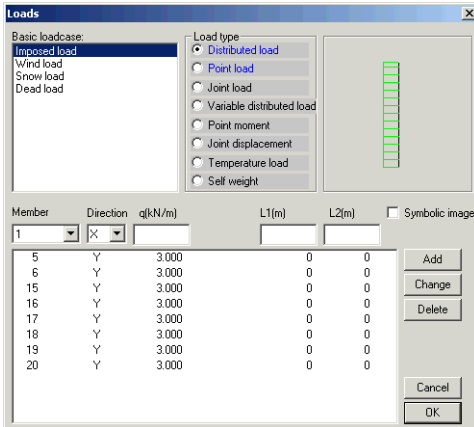 Loads
Basic loadcase:
Imposed load
Wind load
Snow load
Dead load
Load type
Distributed load
Point load
Joint load
Variable distributed load
Point moment
Joint displacement
Temperature load
Self weight
Member Direction q(kN/m) L1(m) L2(m) Symbolic image
1 X
5 Y 3.000 0 0
6 Y 3.000 0 0
15 Y 3.000 0 0
16 Y 3.000 0 0
17 Y 3.000 0 0
18 Y 3.000 0 0
19 Y 3.000 0 0
20 Y 3.000 0 0
Add
Change
Delete
Cancel
OK